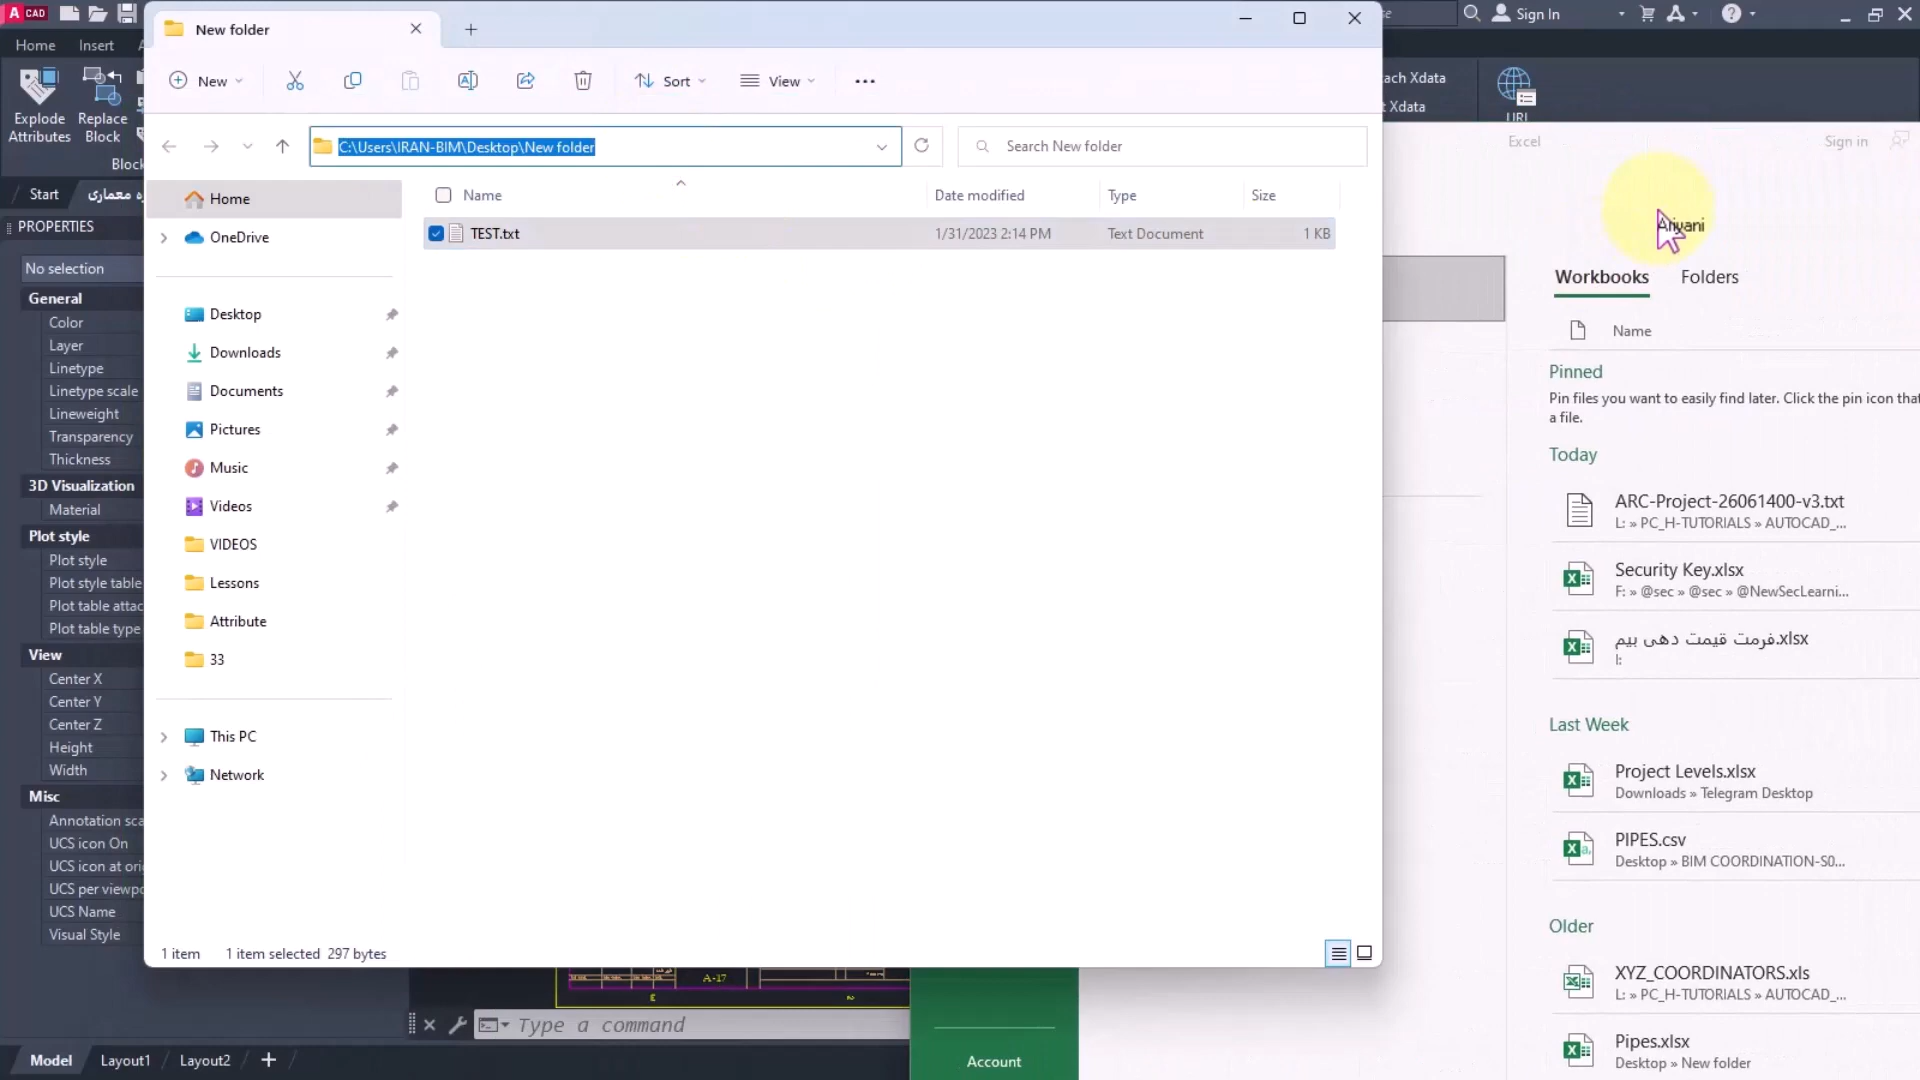 CAD
Sign In
Home
Insert
Explode
Attributes
Replace
Block
Start
PROPERTIES
No selection
General
Color
Layer
Linetype
Linetype scale
Lineweight
Transparency
Thickness
3D Visualization
Material
Plot style
Plot style
Plot style table
Plot table attac
Plot table type
View
Center X
Center Y
Center Z
Height
Width
Misc
Annotation sca
UCS icon On
UCS icon at ori
UCS per viewpo
UCS Name
Visual Style
New folder
New
Sort
View
C:\Users\IRAN-BIM\Desktop\New folder
Search New folder
Home
OneDrive
Desktop
Downloads
Documents
Pictures
Music
Videos
VIDEOS
Lessons
Attribute
33
This PC
Network
Name
Date modified
Type
Size
TEST.txt
1/31/2023 2:14 PM
Text Document
1 KB
1 item
1 item selected 297 bytes
tach Xdata
t Xdata
URL
Excel
Sign in
Ariyani
Workbooks
Folders
Name
Pinned
Pin files you want to easily find later. Click the pin icon that
a file.
Today
ARC-Project-26061400-v3.txt
L: » PC_H-TUTORIALS » AUTOCAD_...
Security Key.xlsx
F: » @sec » @sec » @NewSecLearni...
فرمت قیمت دهی بیم.xlsx
I:
Last Week
Project Levels.xlsx
Downloads » Telegram Desktop
PIPES.csv
Desktop » BIM COORDINATION-S0...
Older
XYZ_COORDINATORS.xls
L: » PC_H-TUTORIALS » AUTOCAD_...
Pipes.xlsx
Desktop » New folder
A-17
Type a command
Account
Model
Layout1
Layout2